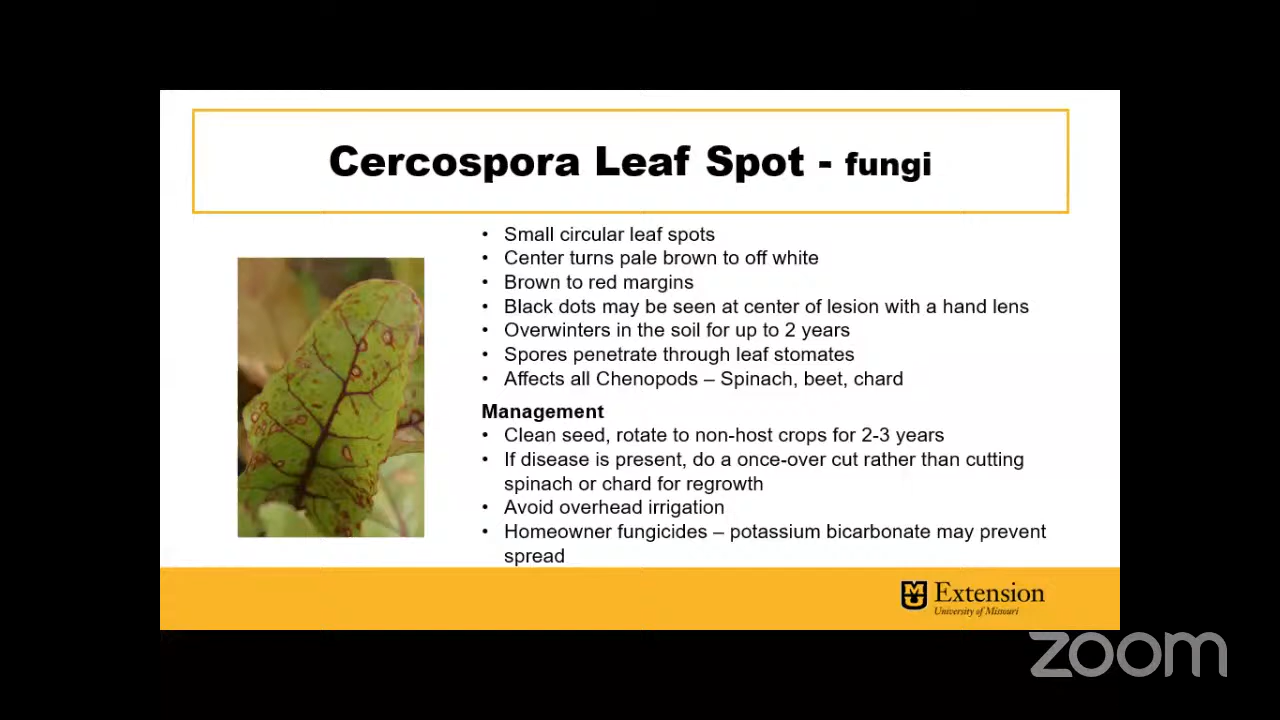 Cercospora Leaf Spot - fungi
• Small circular leaf spots
• Center turns pale brown to off white
• Brown to red margins
• Black dots may be seen at center of lesion with a hand lens
• Overwinters in the soil for up to 2 years
• Spores penetrate through leaf stomates
• Affects all Chenopods – Spinach, beet, chard
Management
• Clean seed, rotate to non-host crops for 2-3 years
• If disease is present, do a once-over cut rather than cutting
spinach or chard for regrowth
• Avoid overhead irrigation
• Homeowner fungicides – potassium bicarbonate may prevent
spread
MU Extension
University of Missouri
zoom